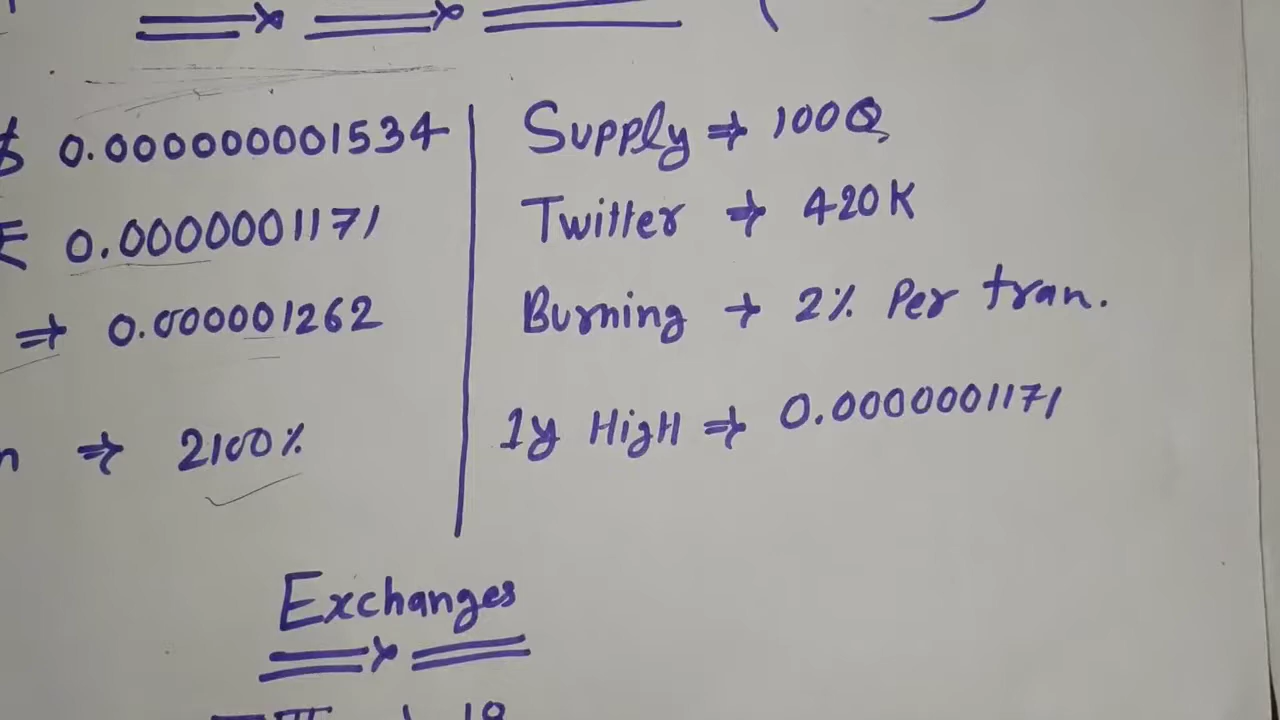 $ 0.000000001534
₹ 0.0000001171
⇒ 0.000001262
n ⇒ 2100%
Supply ⇒ 100Q
Twitter → 420K
Burning → 2% Per tran.
1y High ⇒ 0.0000001171
Exchanges